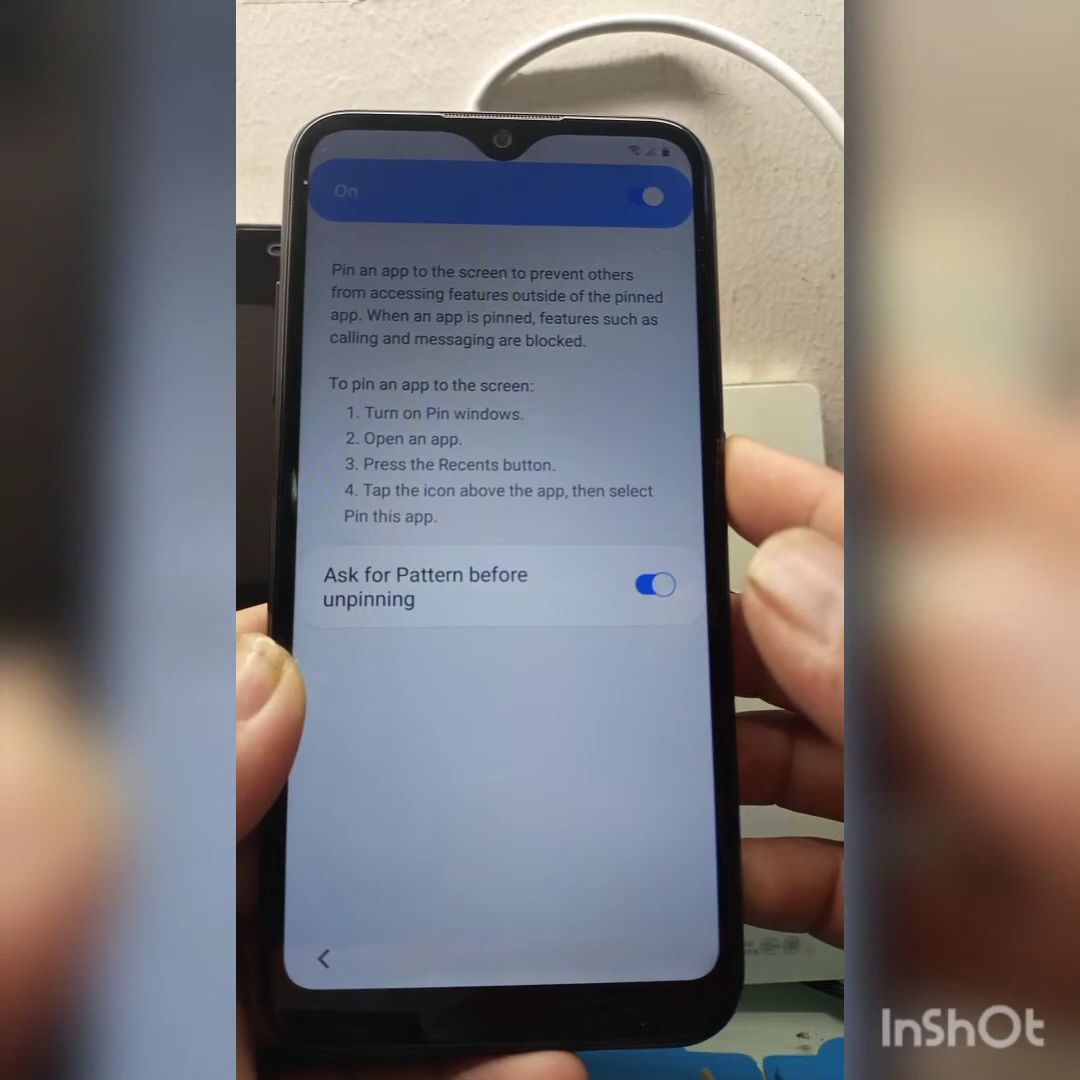 On
Pin an app to the screen to prevent others
from accessing features outside of the pinned
app. When an app is pinned, features such as
calling and messaging are blocked.
To pin an app to the screen:
1. Turn on Pin windows.
2. Open an app.
3. Press the Recents button.
4. Tap the icon above the app, then select
Pin this app.
Ask for Pattern before
unpinning
InShOt